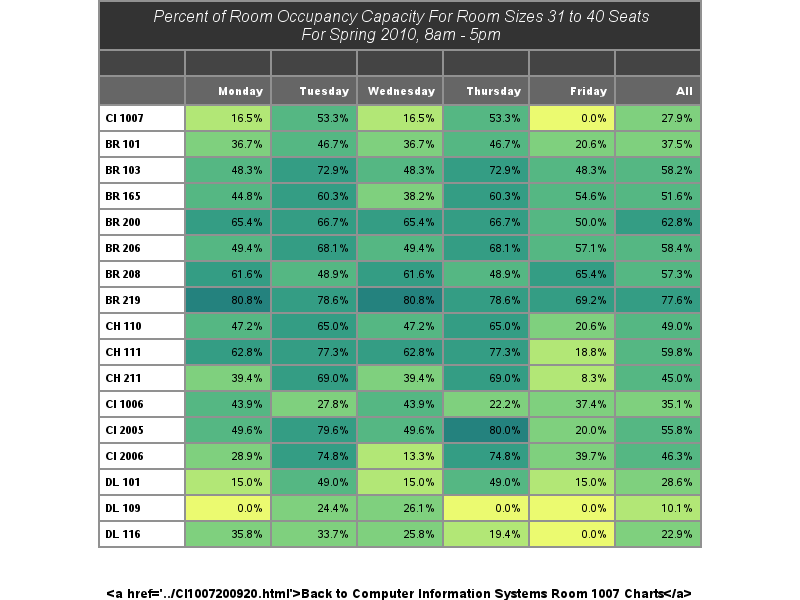 Percent of Room Occupancy Capacity For Room Sizes 31 to 40 Seats
For Spring 2010, 8am - 5pm
Monday Tuesday Wednesday Thursday Friday All
CI 1007 16.5% 53.3% 16.5% 53.3% 0.0% 27.9%
BR 101 36.7% 46.7% 36.7% 46.7% 20.6% 37.5%
BR 103 48.3% 72.9% 48.3% 72.9% 48.3% 58.2%
BR 165 44.8% 60.3% 38.2% 60.3% 54.6% 51.6%
BR 200 65.4% 66.7% 65.4% 66.7% 50.0% 62.8%
BR 206 49.4% 68.1% 49.4% 68.1% 57.1% 58.4%
BR 208 61.6% 48.9% 61.6% 48.9% 65.4% 57.3%
BR 219 80.8% 78.6% 80.8% 78.6% 69.2% 77.6%
CH 110 47.2% 65.0% 47.2% 65.0% 20.6% 49.0%
CH 111 62.8% 77.3% 62.8% 77.3% 18.8% 59.8%
CH 211 39.4% 69.0% 39.4% 69.0% 8.3% 45.0%
CI 1006 43.9% 27.8% 43.9% 22.2% 37.4% 35.1%
CI 2005 49.6% 79.6% 49.6% 80.0% 20.0% 55.8%
CI 2006 28.9% 74.8% 13.3% 74.8% 39.7% 46.3%
DL 101 15.0% 49.0% 15.0% 49.0% 15.0% 28.6%
DL 109 0.0% 24.4% 26.1% 0.0% 0.0% 10.1%
DL 116 35.8% 33.7% 25.8% 19.4% 0.0% 22.9%
<a href='../CI1007200920.html'>Back to Computer Information Systems Room 1007 Charts</a>